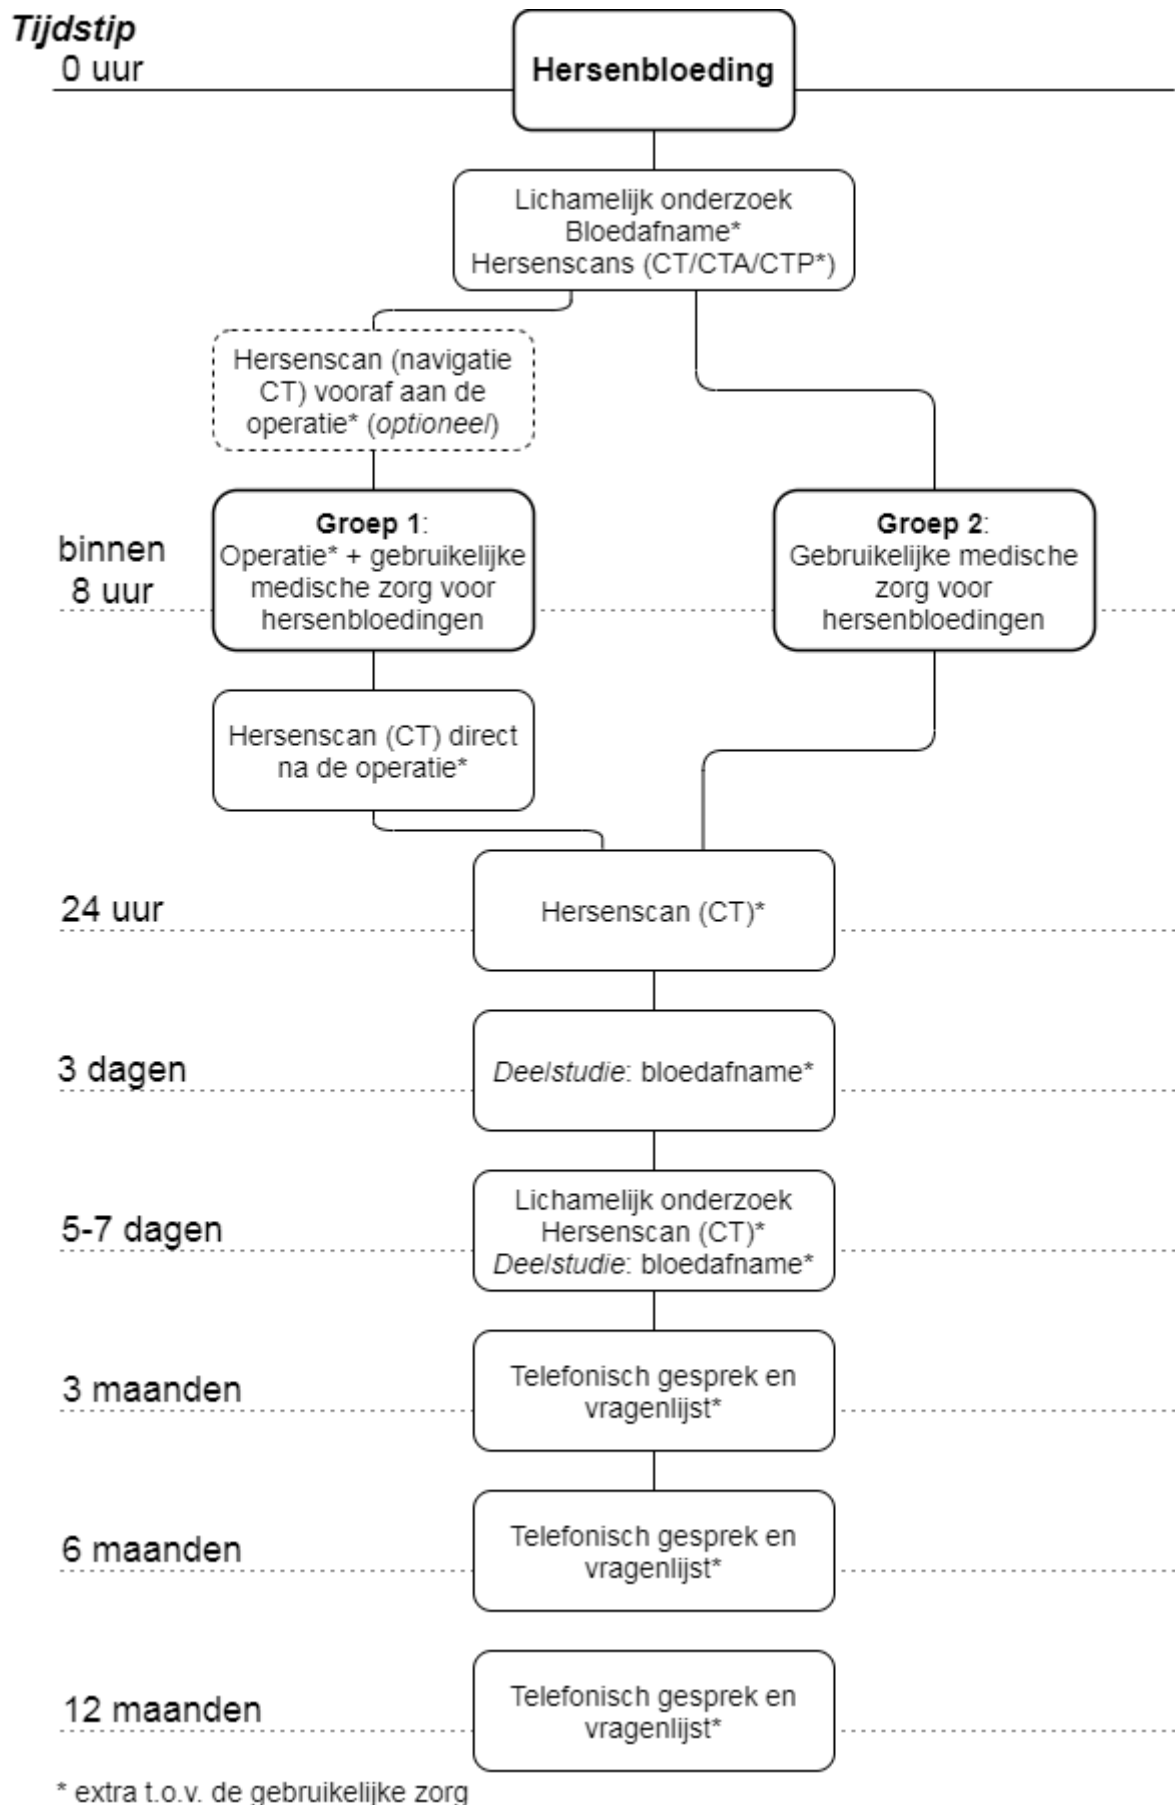 Tijdstip
0 uur
Hersenbloeding
Lichamelijk onderzoek
Bloedafname*
Hersenscans (CT/CTA/CTP*)
Hersenscan (navigatie
CT) vooraf aan de
operatie* (optioneel)
binnen
8 uur
Groep 1:
Operatie* + gebruikelijke
medische zorg voor
hersenbloedingen
Groep 2:
Gebruikelijke medische
zorg voor
hersenbloedingen
Hersenscan (CT) direct
na de operatie*
24 uur
Hersenscan (CT)*
3 dagen
Deelstudie: bloedafname*
5-7 dagen
Lichamelijk onderzoek
Hersenscan (CT)*
Deelstudie: bloedafname*
3 maanden
Telefonisch gesprek en
vragenlijst*
6 maanden
Telefonisch gesprek en
vragenlijst*
12 maanden
Telefonisch gesprek en
vragenlijst*
* extra t.o.v. de gebruikelijke zorg